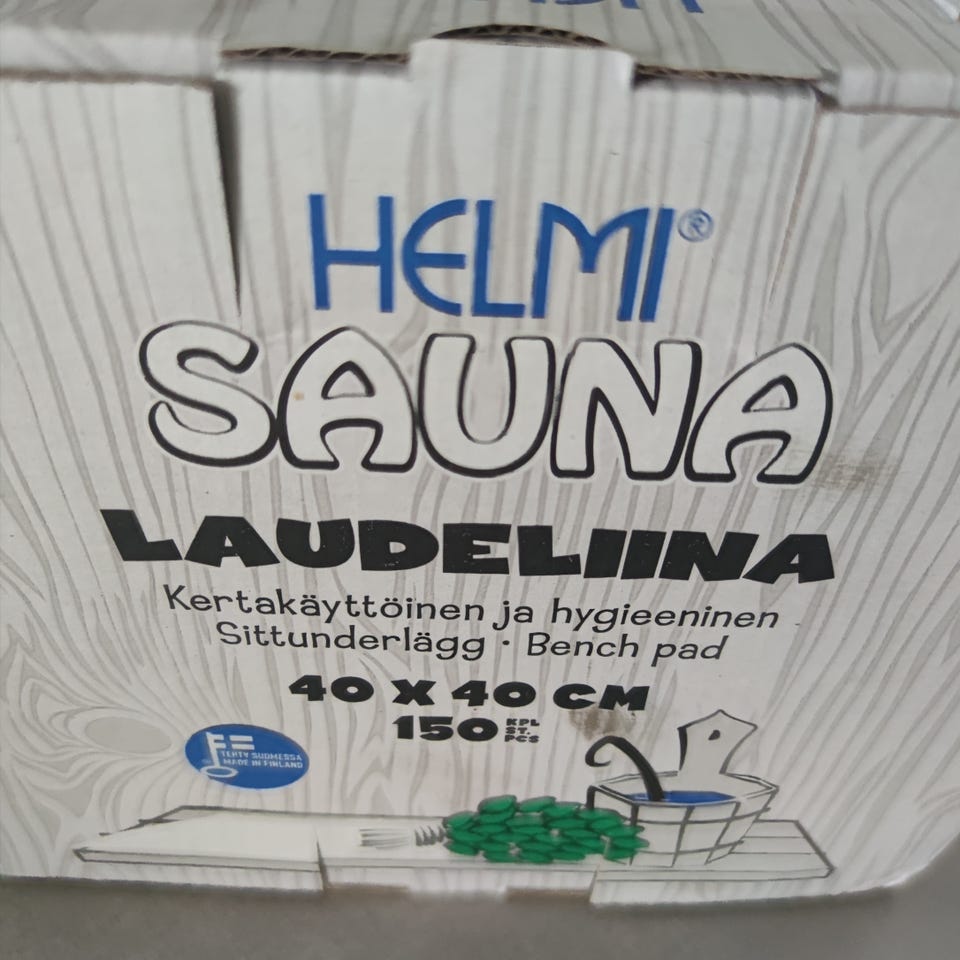 HELMI®
SAUNA
LAUDELIINA
Kertakäyttöinen ja hygieeninen
Sittunderlägg · Bench pad
40 X 40 CM
150 KPL
ST.
PCS
TEHTY SUOMESSA
MADE IN FINLAND